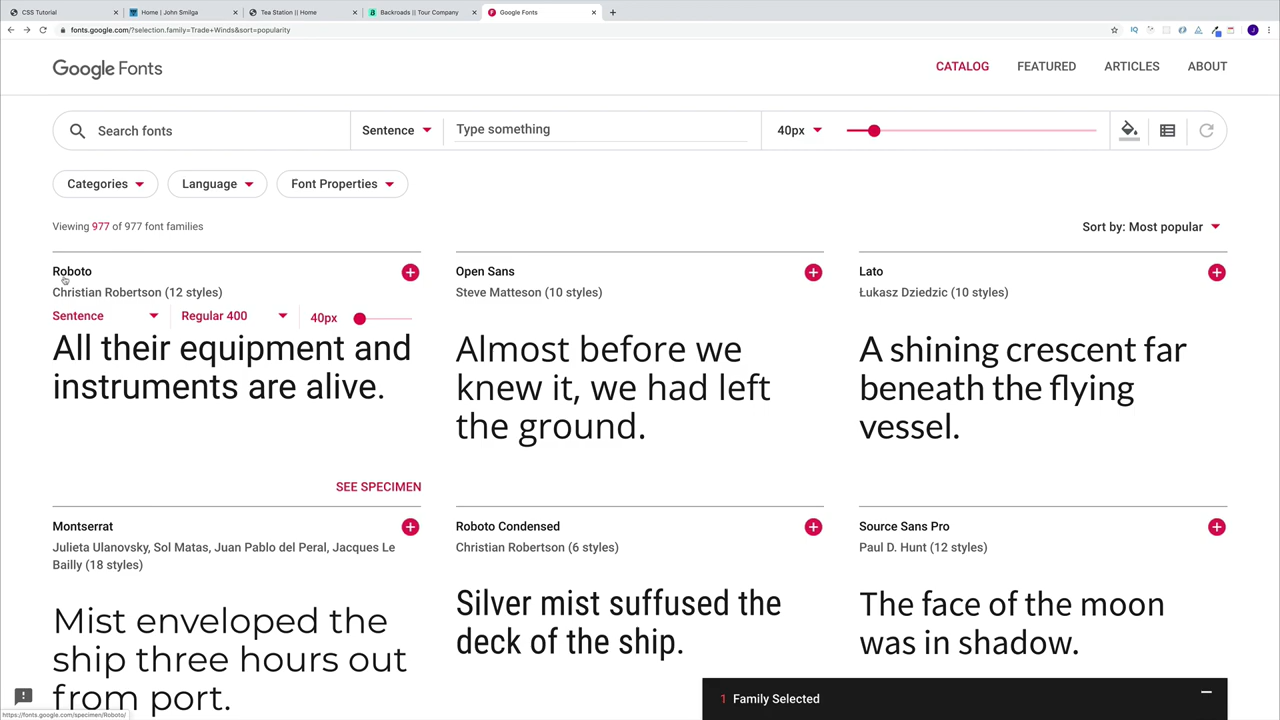 CSS Tutorial
Home | John Smilga
Tea Station || Home
Backroads || Tour Company
Google Fonts
fonts.google.com/?selection.family=Trade+Winds&sort=popularity
Google Fonts
CATALOG
FEATURED
ARTICLES
ABOUT
Search fonts
Sentence
Type something
40px
Categories
Language
Font Properties
Viewing 977 of 977 font families
Sort by: Most popular
Roboto
Christian Robertson (12 styles)
Sentence
Regular 400
40px
All their equipment and
instruments are alive.
SEE SPECIMEN
Open Sans
Steve Matteson (10 styles)
Almost before we
knew it, we had left
the ground.
Lato
Łukasz Dziedzic (10 styles)
A shining crescent far
beneath the flying
vessel.
Montserrat
Julieta Ulanovsky, Sol Matas, Juan Pablo del Peral, Jacques Le
Bailly (18 styles)
Mist enveloped the
ship three hours out
from port.
Roboto Condensed
Christian Robertson (6 styles)
Silver mist suffused the
deck of the ship.
Source Sans Pro
Paul D. Hunt (12 styles)
The face of the moon
was in shadow.
1 Family Selected
https://fonts.google.com/specimen/Roboto/